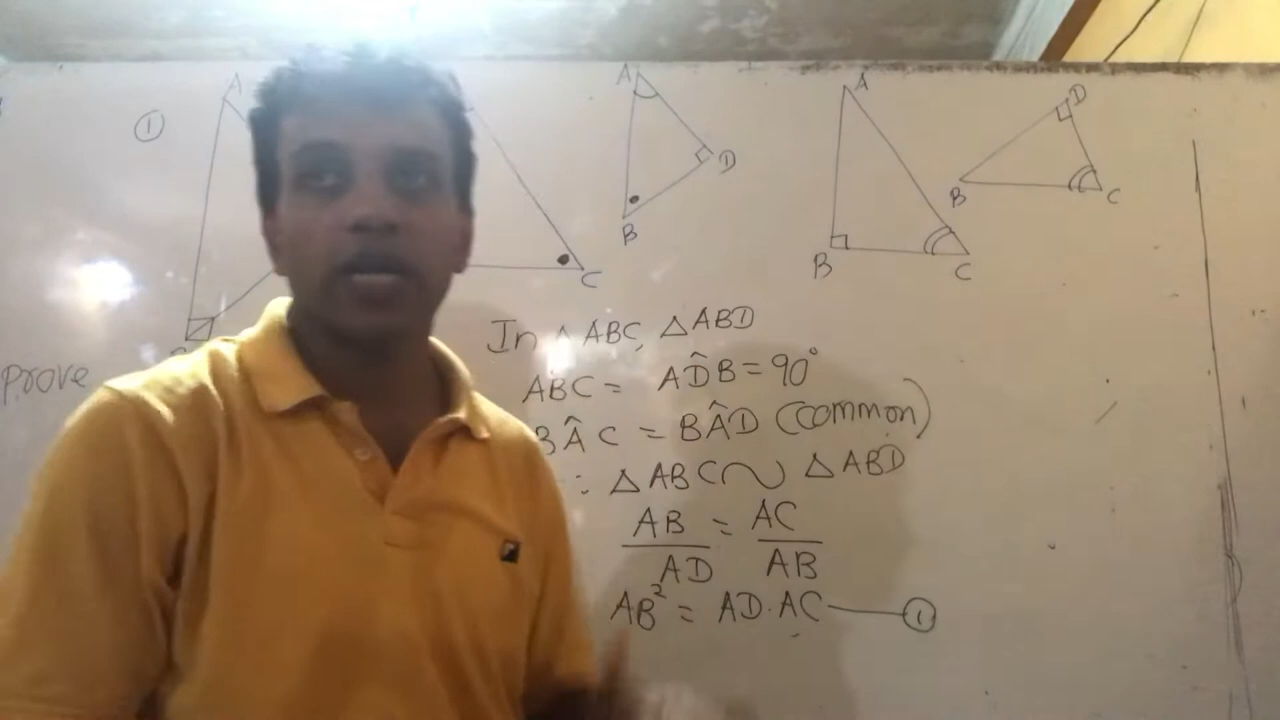 ①
A
C
A
D
B
A
B
C
D
B
C
Prove
In △ ABC, △ABD
ABC = AD̂B = 90°
BÂC = BÂD (common)
∴ △ABC ~ △ABD
AB/AD = AC/AB
AB² = AD·AC — ①